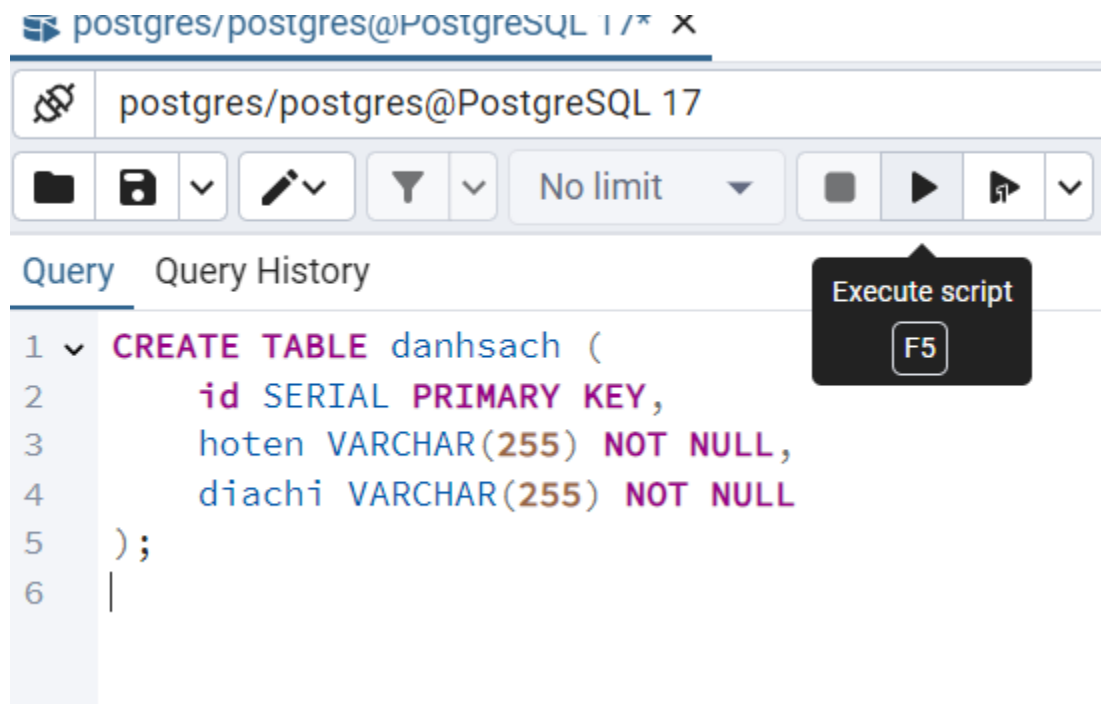 postgres/postgres@PostgreSQL 17*
postgres/postgres@PostgreSQL 17
No limit
Query Query History
Execute script
F5
1 CREATE TABLE danhsach (
2 id SERIAL PRIMARY KEY,
3 hoten VARCHAR(255) NOT NULL,
4 diachi VARCHAR(255) NOT NULL
5 );
6